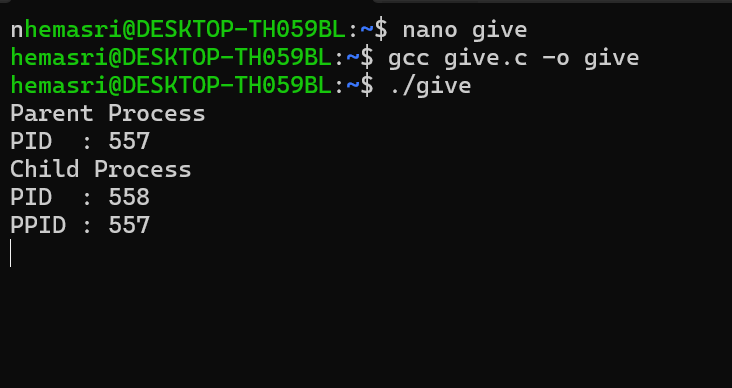 nhemasri@DESKTOP-TH059BL:~$ nano give
hemasri@DESKTOP-TH059BL:~$ gcc give.c -o give
hemasri@DESKTOP-TH059BL:~$ ./give
Parent Process
PID  : 557
Child Process
PID  : 558
PPID : 557